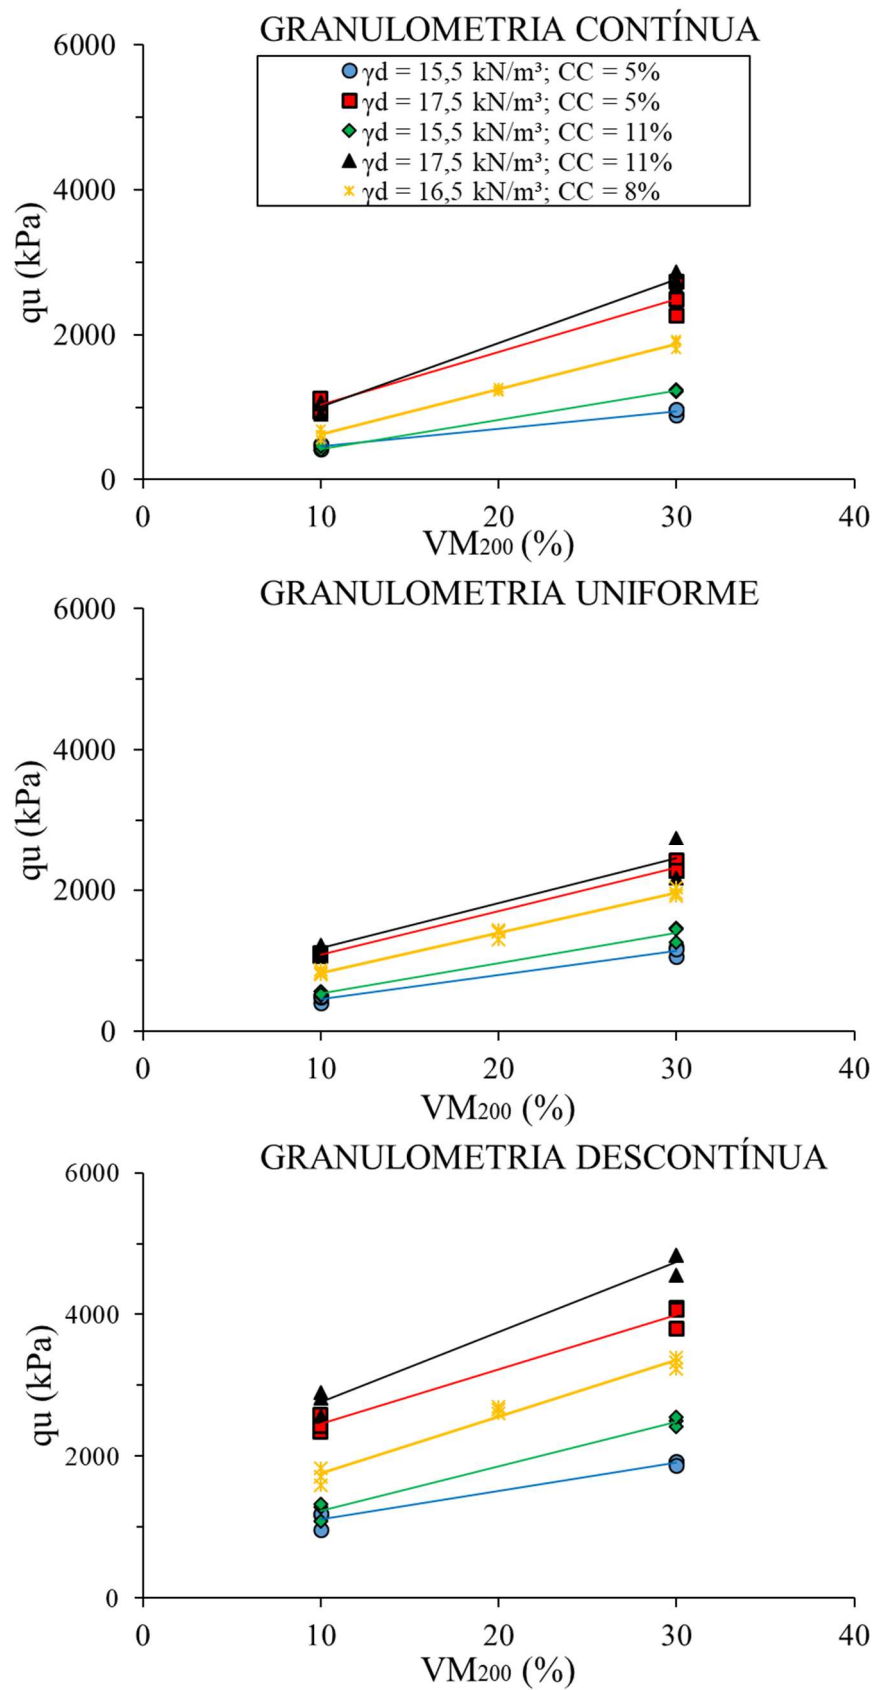 GRANULOMETRIA CONTÍNUA
γd = 15,5 kN/m³; CC = 5%
γd = 17,5 kN/m³; CC = 5%
γd = 15,5 kN/m³; CC = 11%
γd = 17,5 kN/m³; CC = 11%
γd = 16,5 kN/m³; CC = 8%
qu (kPa)
6000
4000
2000
0
0 10 20 30 40
VM200 (%)
GRANULOMETRIA UNIFORME
qu (kPa)
6000
4000
2000
0
0 10 20 30 40
VM200 (%)
GRANULOMETRIA DESCONTÍNUA
qu (kPa)
6000
4000
2000
0
0 10 20 30 40
VM200 (%)